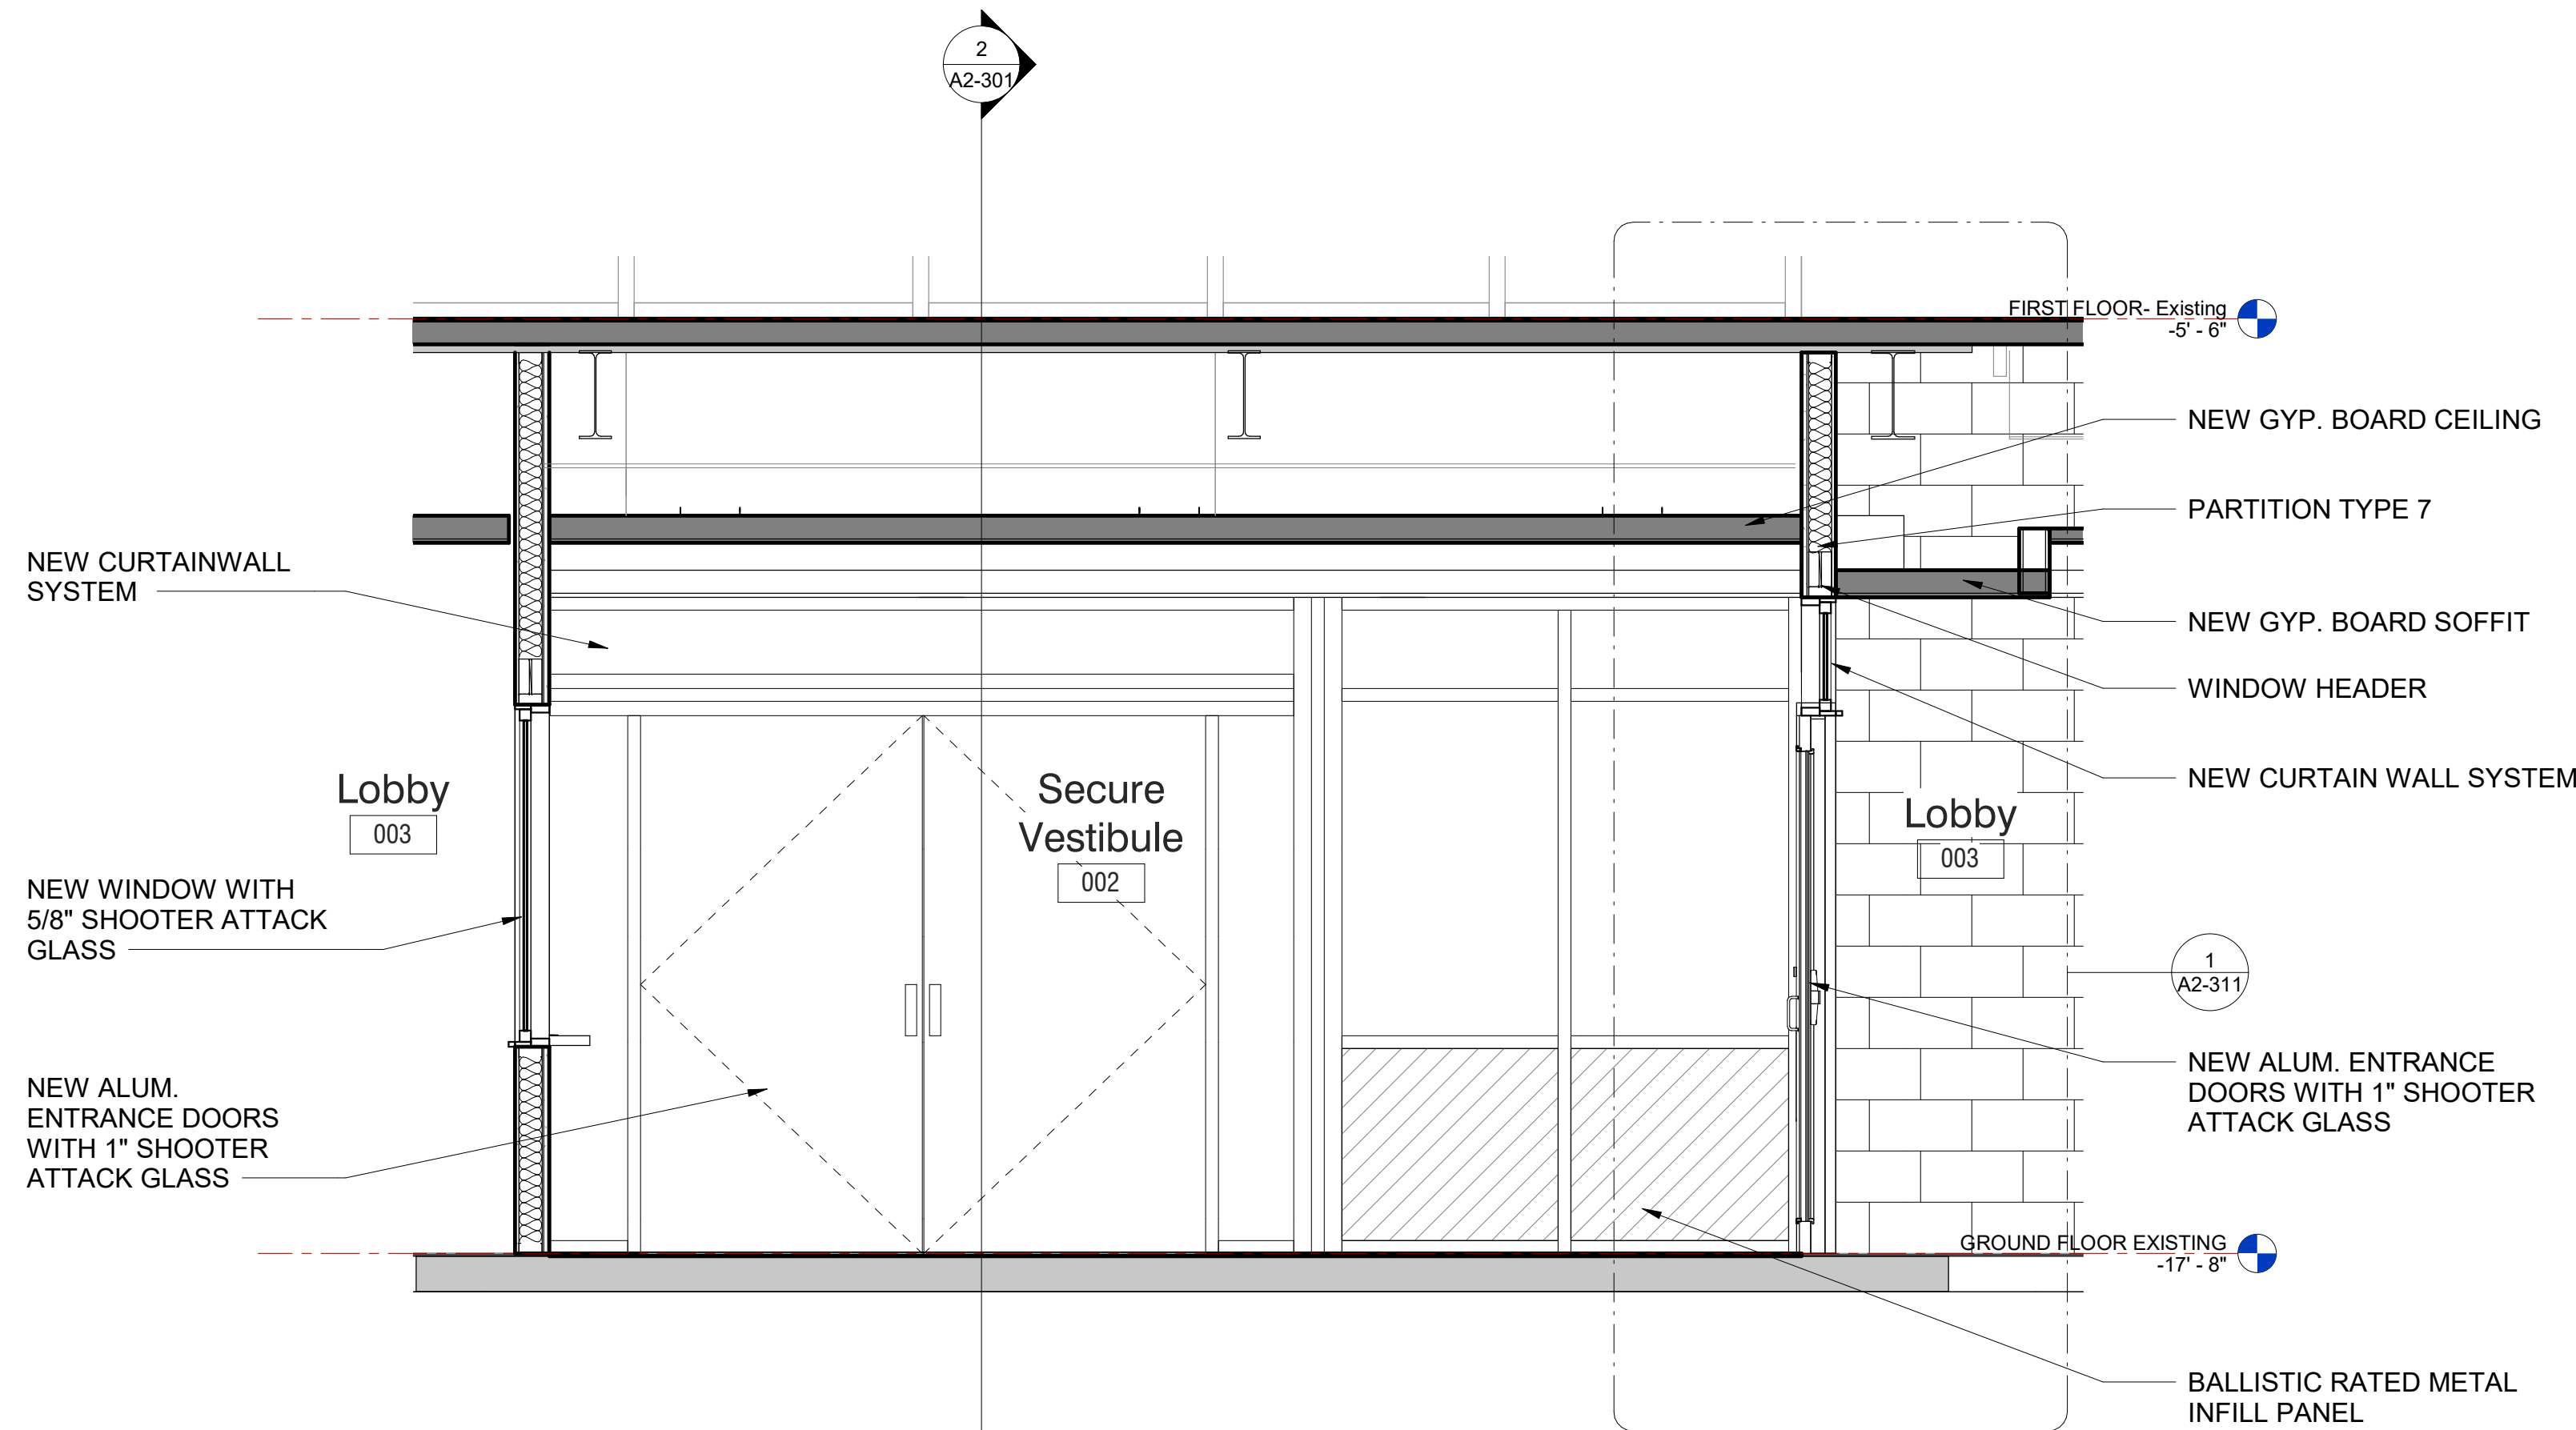 2
A2-301
FIRST FLOOR- Existing
-5' - 6"
NEW GYP. BOARD CEILING
PARTITION TYPE 7
NEW CURTAINWALL
SYSTEM
NEW GYP. BOARD SOFFIT
WINDOW HEADER
NEW CURTAIN WALL SYSTEM
Lobby
003
Secure
Vestibule
002
Lobby
003
NEW WINDOW WITH
5/8" SHOOTER ATTACK
GLASS
1
A2-311
NEW ALUM.
ENTRANCE DOORS
WITH 1" SHOOTER
ATTACK GLASS
NEW ALUM. ENTRANCE
DOORS WITH 1" SHOOTER
ATTACK GLASS
GROUND FLOOR EXISTING
-17' - 8"
BALLISTIC RATED METAL
INFILL PANEL